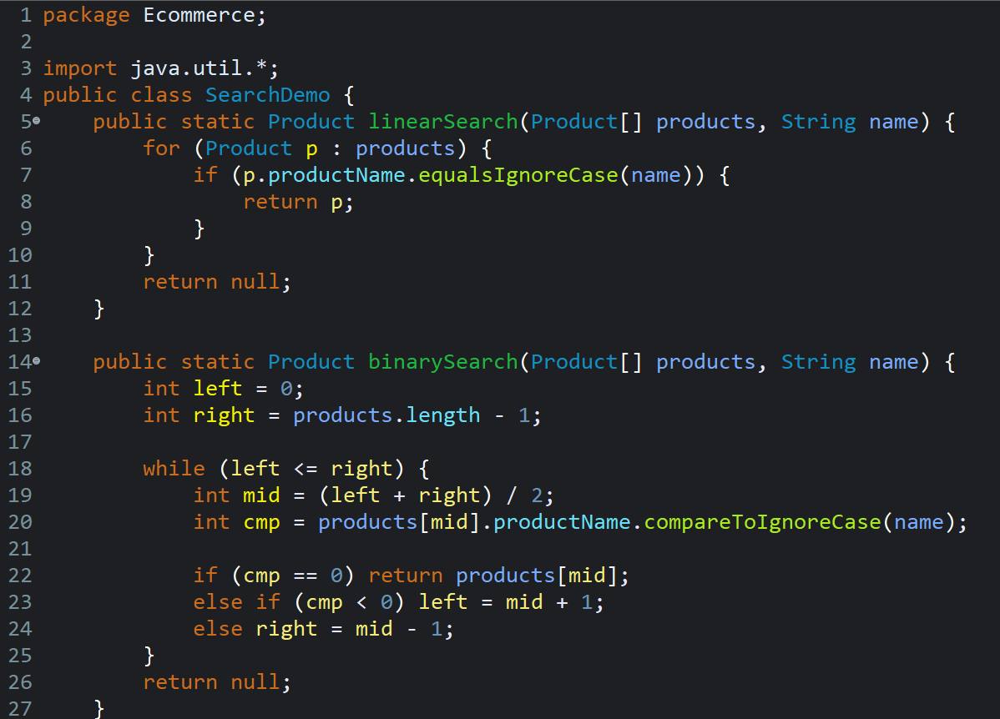 1 package Ecommerce;
2
3 import java.util.*;
4 public class SearchDemo {
5     public static Product linearSearch(Product[] products, String name) {
6         for (Product p : products) {
7             if (p.productName.equalsIgnoreCase(name)) {
8                 return p;
9             }
10         }
11         return null;
12     }
13
14     public static Product binarySearch(Product[] products, String name) {
15         int left = 0;
16         int right = products.length - 1;
17
18         while (left <= right) {
19             int mid = (left + right) / 2;
20             int cmp = products[mid].productName.compareToIgnoreCase(name);
21
22             if (cmp == 0) return products[mid];
23             else if (cmp < 0) left = mid + 1;
24             else right = mid - 1;
25         }
26         return null;
27     }